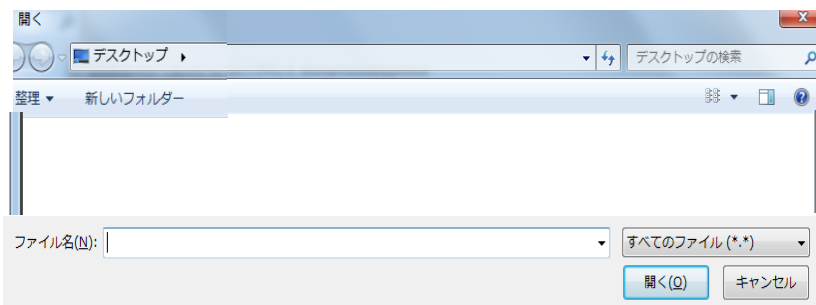 開く
デスクトップ
デスクトップの検索
整理 新しいフォルダー
ファイル名(N):
すべてのファイル (*.*)
開く(O) キャンセル